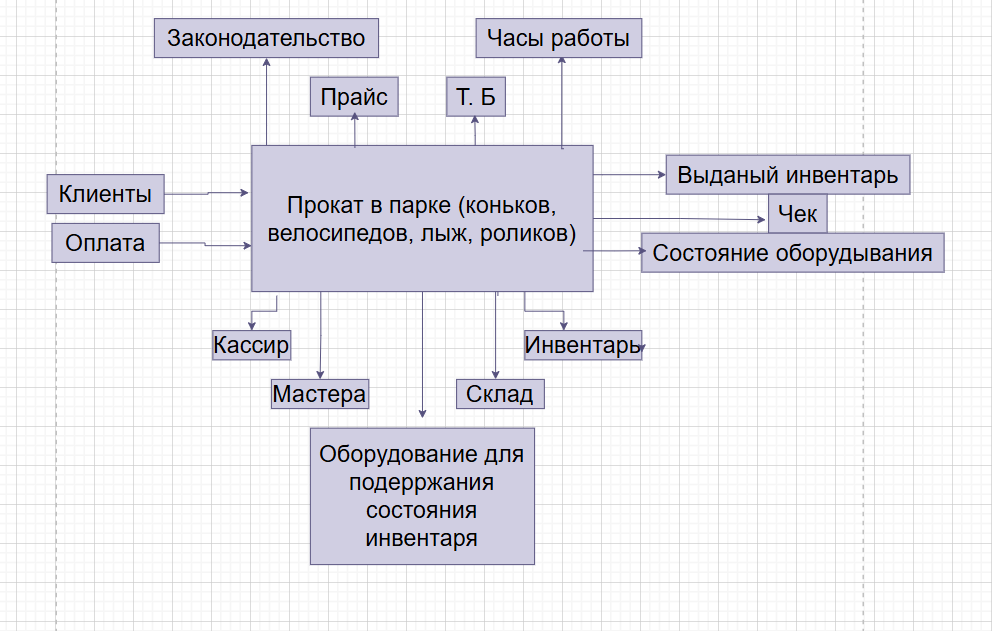 Законодательство
Часы работы
Прайс
Т. Б
Клиенты
Оплата
Прокат в парке (коньков,
велосипедов, лыж, роликов)
Выданый инвентарь
Чек
Состояние оборудывания
Кассир
Инвентарь
Мастера
Склад
Оборудование для
подерржания
состояния
инвентаря